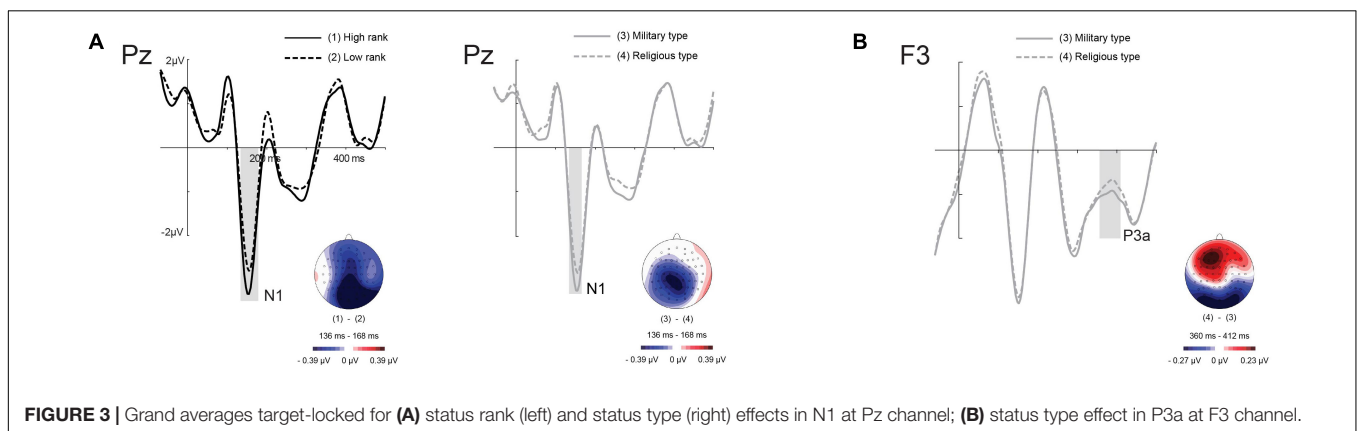 A
Pz
(1) High rank
(2) Low rank
2µV
200 ms
400 ms
-2µV
N1
(1) - (2)
136 ms - 168 ms
- 0.39 µV 0 µV 0.39 µV
Pz
(3) Military type
(4) Religious type
N1
(3) - (4)
136 ms - 168 ms
- 0.39 µV 0 µV 0.39 µV
B
F3
(3) Military type
(4) Religious type
P3a
(4) - (3)
360 ms - 412 ms
- 0.27 µV 0 µV 0.23 µV
FIGURE 3 | Grand averages target-locked for (A) status rank (left) and status type (right) effects in N1 at Pz channel; (B) status type effect in P3a at F3 channel.